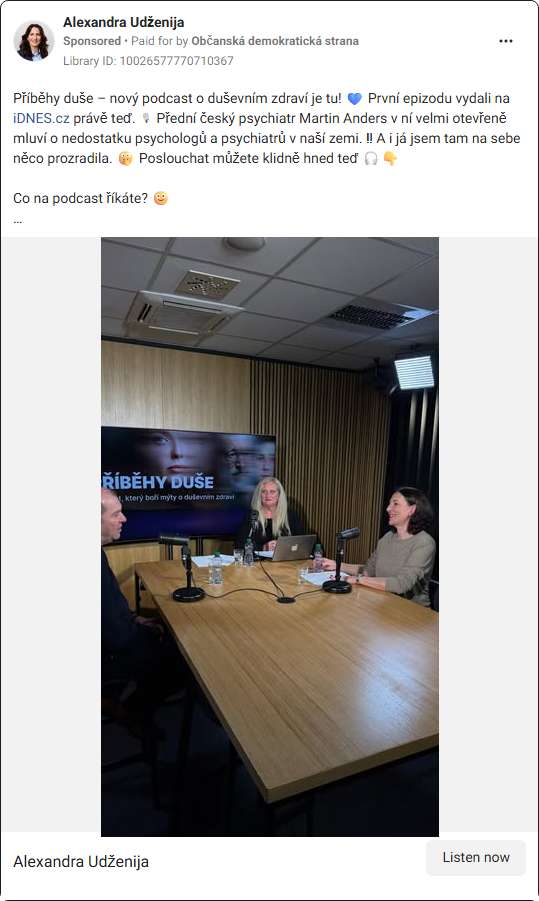 Alexandra Udženija
Sponsored • Paid for by Občanská demokratická strana
Library ID: 10026577770710367
Příběhy duše – nový podcast o duševním zdraví je tu! 💙 První epizodu vydali na
iDNES.cz právě teď. 🎙️ Přední český psychiatr Martin Anders v ní velmi otevřeně
mluví o nedostatku psychologů a psychiatrů v naší zemi. ‼️ A i já jsem tam na sebe
něco prozradila. 🫣 Poslouchat můžete klidně hned teď 🎧 👇
Co na podcast říkáte? 🙂
...
ŘÍBĚHY DUŠE
t, který boří mýty o duševním zdraví
Alexandra Udženija
Listen now